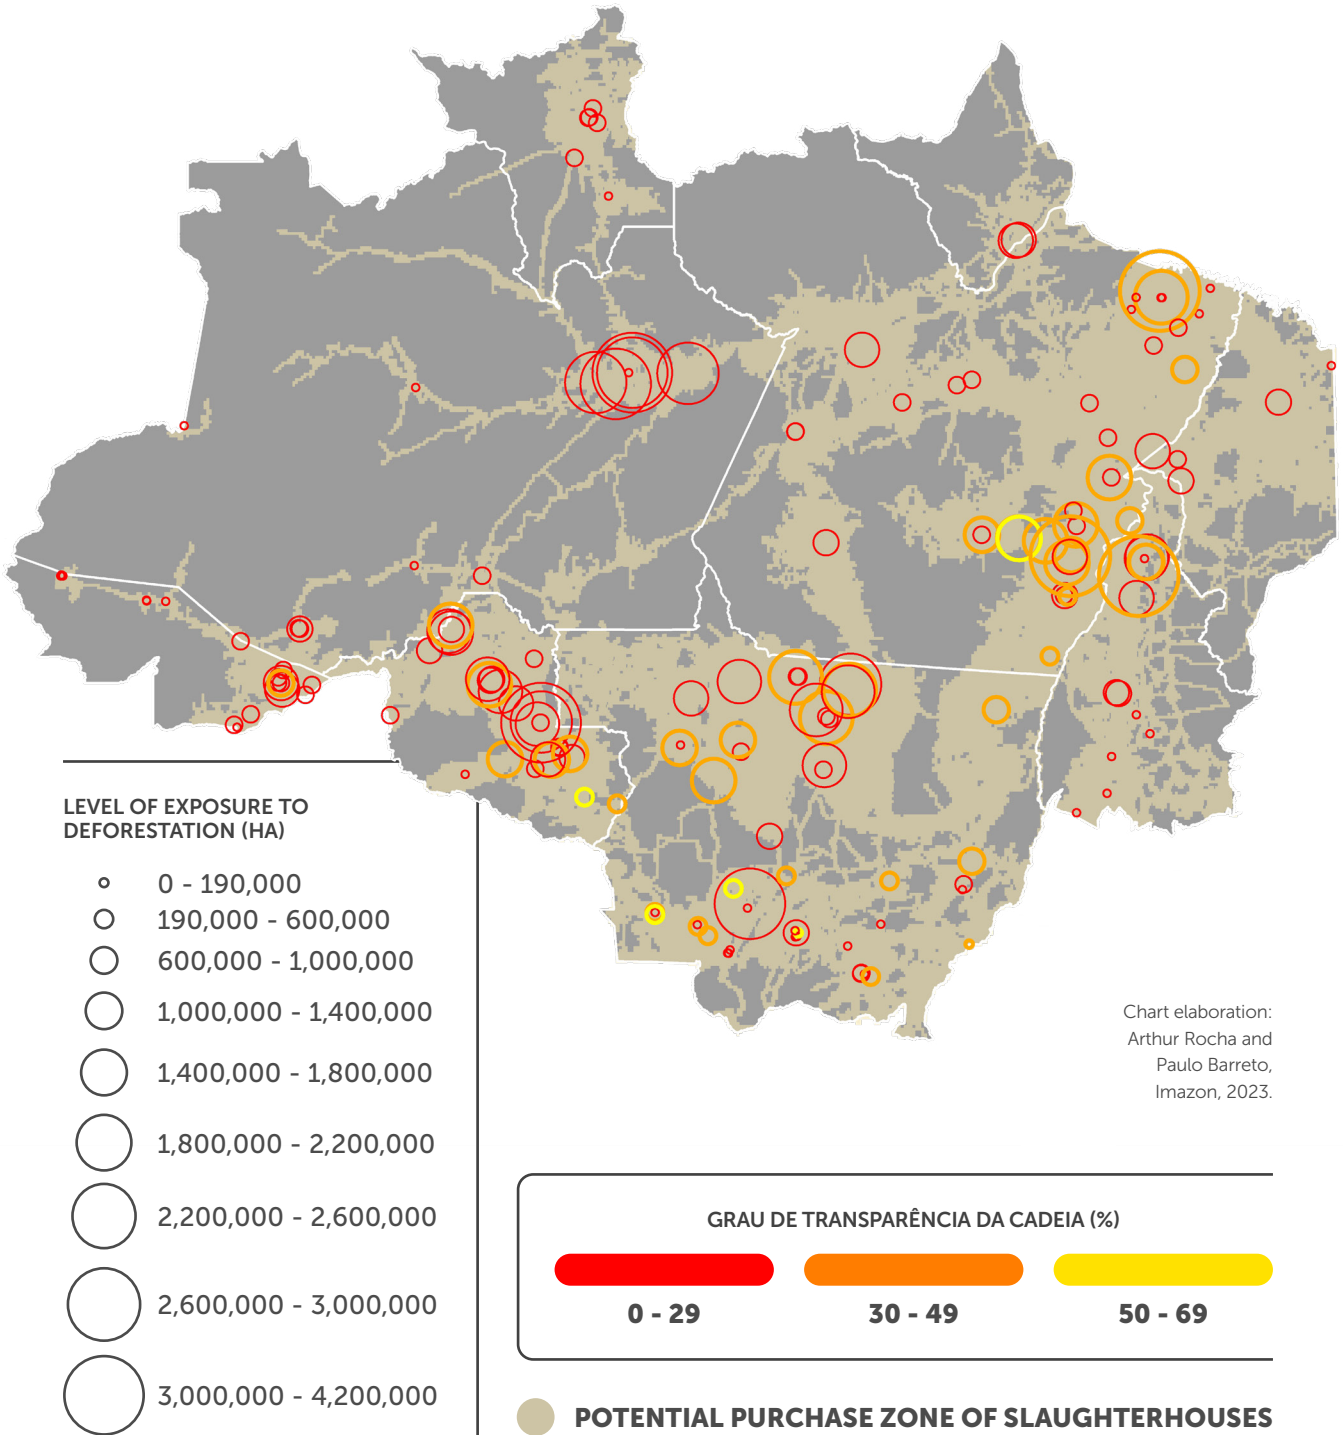 LEVEL OF EXPOSURE TO
DEFORESTATION (HA)
0 - 190,000
190,000 - 600,000
600,000 - 1,000,000
1,000,000 - 1,400,000
1,400,000 - 1,800,000
1,800,000 - 2,200,000
2,200,000 - 2,600,000
2,600,000 - 3,000,000
3,000,000 - 4,200,000
Chart elaboration:
Arthur Rocha and
Paulo Barreto,
Imazon, 2023.
GRAU DE TRANSPARÊNCIA DA CADEIA (%)
0 - 29
30 - 49
50 - 69
POTENTIAL PURCHASE ZONE OF SLAUGHTERHOUSES